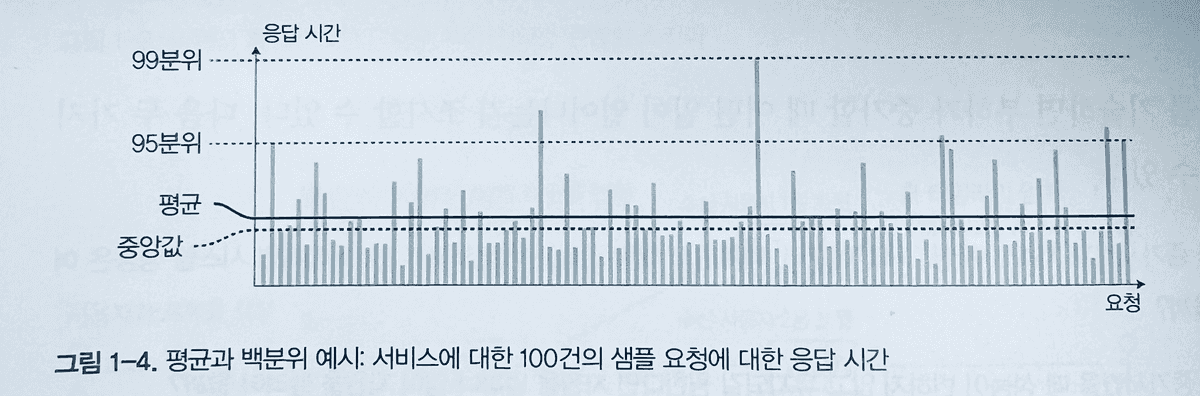 응답 시간
99분위
95분위
평균
중앙값
요청
그림 1-4. 평균과 백분위 예시: 서비스에 대한 100건의 샘플 요청에 대한 응답 시간